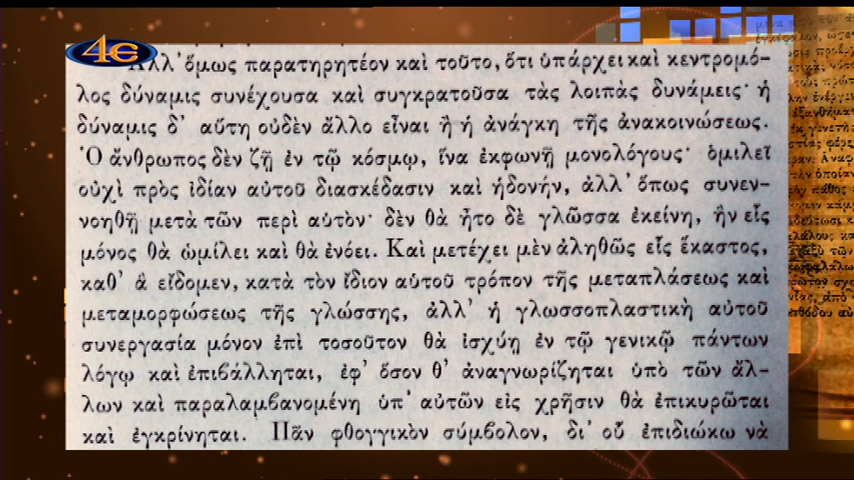 4ε
Ἀλλ' ὅμως παρατηρητέον καὶ τοῦτο, ὅτι ὑπάρχει καὶ κεντρομό-
λος δύναμις συνέχουσα καὶ συγκρατοῦσα τὰς λοιπὰς δυνάμεις· ἡ
δύναμις δ' αὕτη οὐδὲν ἄλλο εἶναι ἢ ἡ ἀνάγκη τῆς ἀνακοινώσεως.
Ὁ ἄνθρωπος δὲν ζῇ ἐν τῷ κόσμῳ, ἵνα ἐκφωνῇ μονολόγους· ὁμιλεῖ
οὐχὶ πρὸς ἰδίαν αὑτοῦ διασκέδασιν καὶ ἡδονήν, ἀλλ' ὅπως συνεν-
νοηθῇ μετὰ τῶν περὶ αὐτόν· δὲν θὰ ἦτο δὲ γλῶσσα ἐκείνη, ἣν εἷς
μόνος θὰ ὡμίλει καὶ θὰ ἐνόει. Καὶ μετέχει μὲν ἀληθῶς εἷς ἕκαστος,
καθ' ἃ εἴδομεν, κατὰ τὸν ἴδιον αὑτοῦ τρόπον τῆς μεταπλάσεως καὶ
μεταμορφώσεως τῆς γλώσσης, ἀλλ' ἡ γλωσσοπλαστικὴ αὐτοῦ
συνεργασία μόνον ἐπὶ τοσοῦτον θὰ ἰσχύῃ ἐν τῷ γενικῷ πάντων
λόγῳ καὶ ἐπιβάλληται, ἐφ' ὅσον θ' ἀναγνωρίζηται ὑπὸ τῶν ἄλ-
λων καὶ παραλαμβανομένη ὑπ' αὐτῶν εἰς χρῆσιν θὰ ἐπικυρῶται
καὶ ἐγκρίνηται. Πᾶν φθογγικὸν σύμβολον, δι' οὗ ἐπιδιώκω νὰ